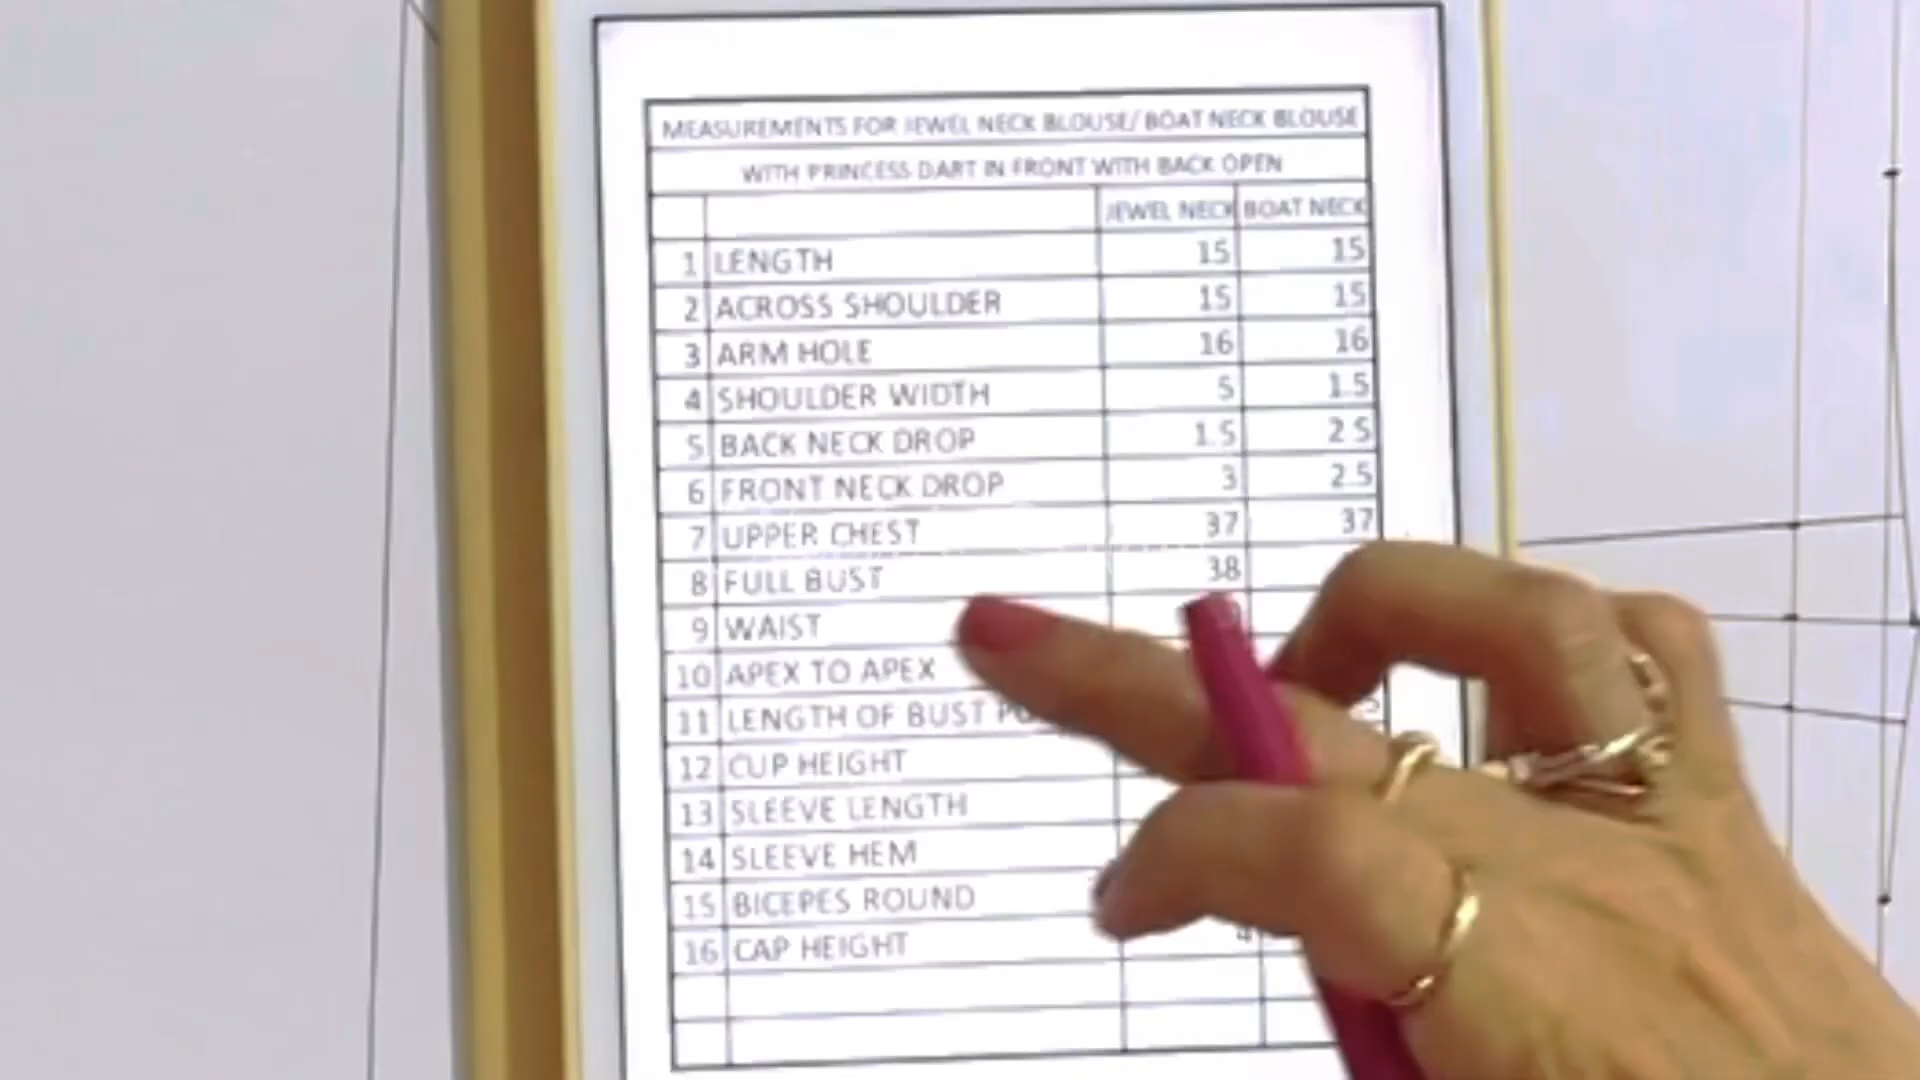 MEASUREMENTS FOR JEWEL NECK BLOUSE/ BOAT NECK BLOUSE
WITH PRINCESS DART IN FRONT WITH BACK OPEN
JEWEL NECK BOAT NECK
1 LENGTH 15 15
2 ACROSS SHOULDER 15 15
3 ARM HOLE 16 16
4 SHOULDER WIDTH 5 1.5
5 BACK NECK DROP 1.5 2 5
6 FRONT NECK DROP 3 2.5
7 UPPER CHEST 37 37
8 FULL BUST 38
9 WAIST
10 APEX TO APEX
11 LENGTH OF BUST
12 CUP HEIGHT
13 SLEEVE LENGTH
14 SLEEVE HEM
15 BICEPES ROUND
16 CAP HEIGHT 4